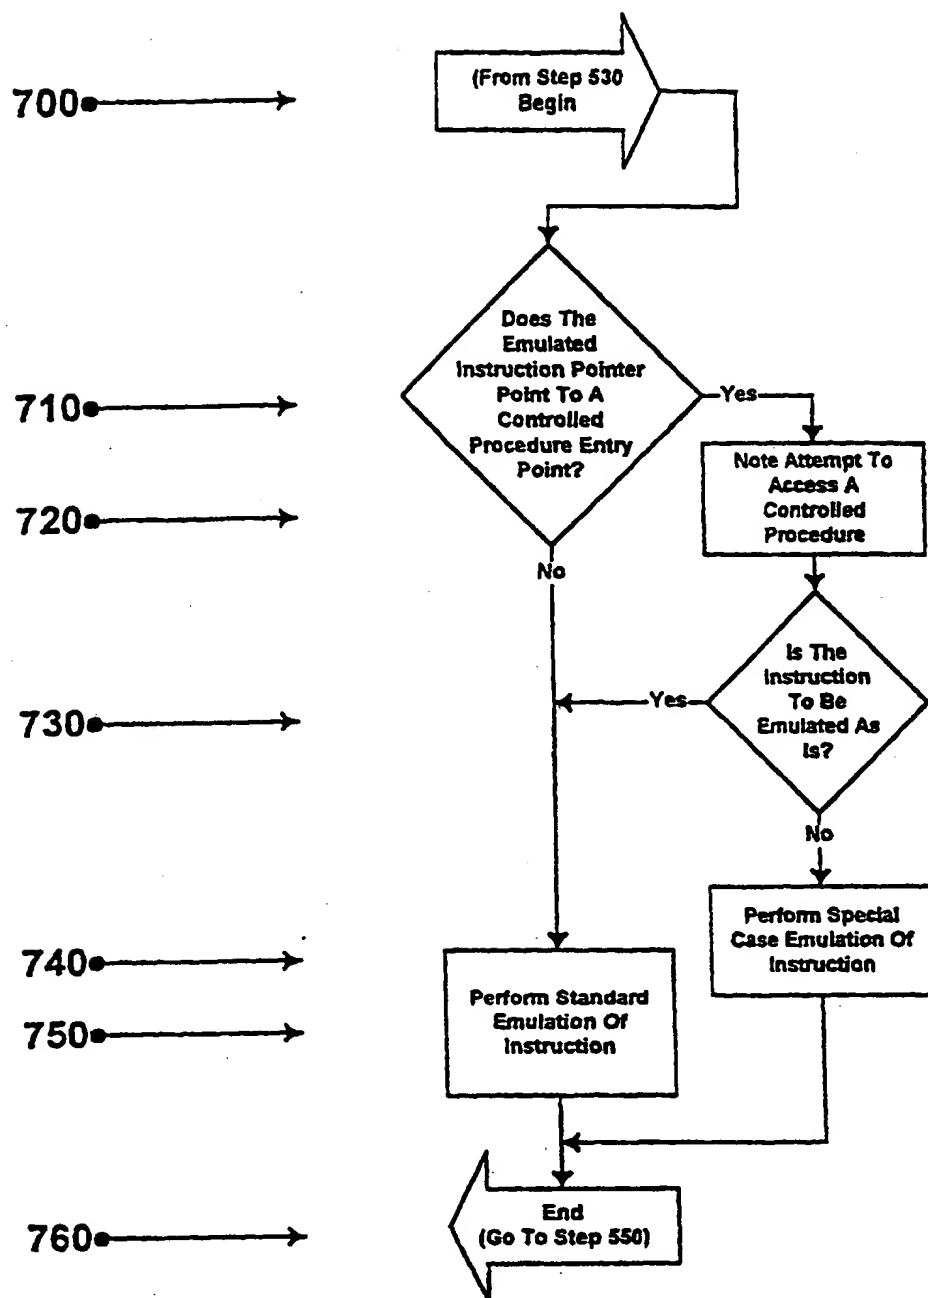 700
(From Step 530
Begin
Does The
Emulated
Instruction Pointer
Point To A
Controlled
Procedure Entry
Point?
710
Yes
Note Attempt To
Access A
Controlled
Procedure
720
No
Is The
Instruction
To Be
Emulated As
Is?
Yes
730
No
Perform Special
Case Emulation Of
Instruction
740
Perform Standard
Emulation Of
Instruction
750
End
(Go To Step 550)
760